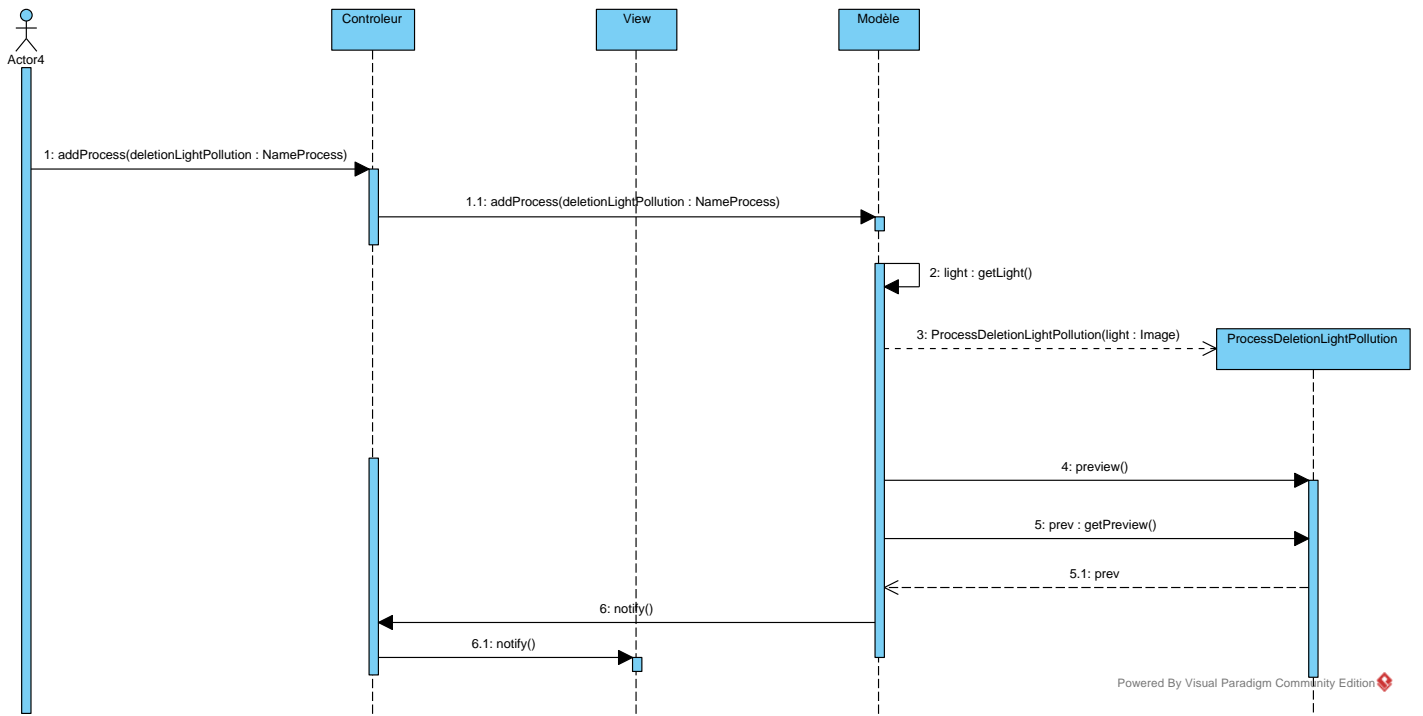 Controleur
View
Modèle
Actor4
1: addProcess(deletionLightPollution : NameProcess)
1.1: addProcess(deletionLightPollution : NameProcess)
2: light : getLight()
3: ProcessDeletionLightPollution(light : Image)
ProcessDeletionLightPollution
4: preview()
5: prev : getPreview()
5.1: prev
6: notify()
6.1: notify()
Powered By Visual Paradigm Community Edition